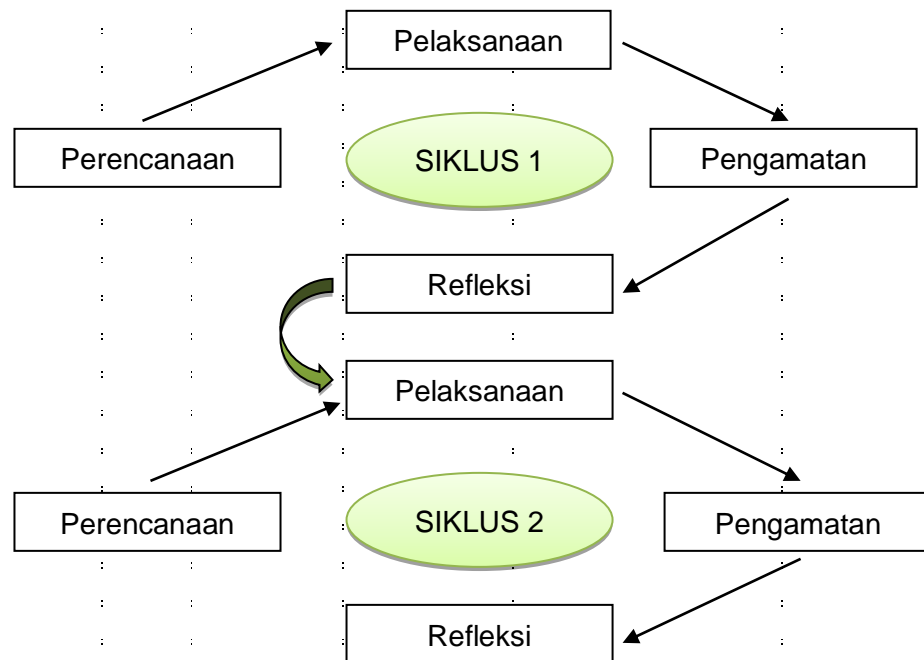 Pelaksanaan
Perencanaan
SIKLUS 1
Pengamatan
Refleksi
Pelaksanaan
Perencanaan
SIKLUS 2
Pengamatan
Refleksi